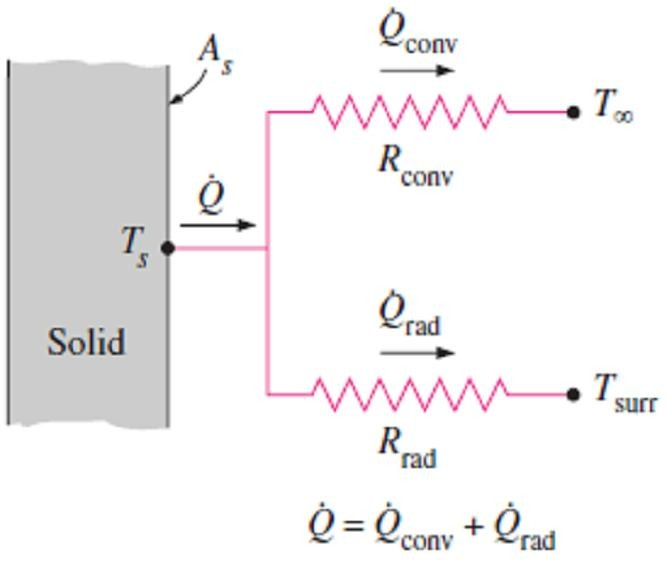 Q̇conv
As
T∞
Rconv
Q̇
Ts
Q̇rad
Solid
Tsurr
Rrad
Q̇ = Q̇conv + Q̇rad